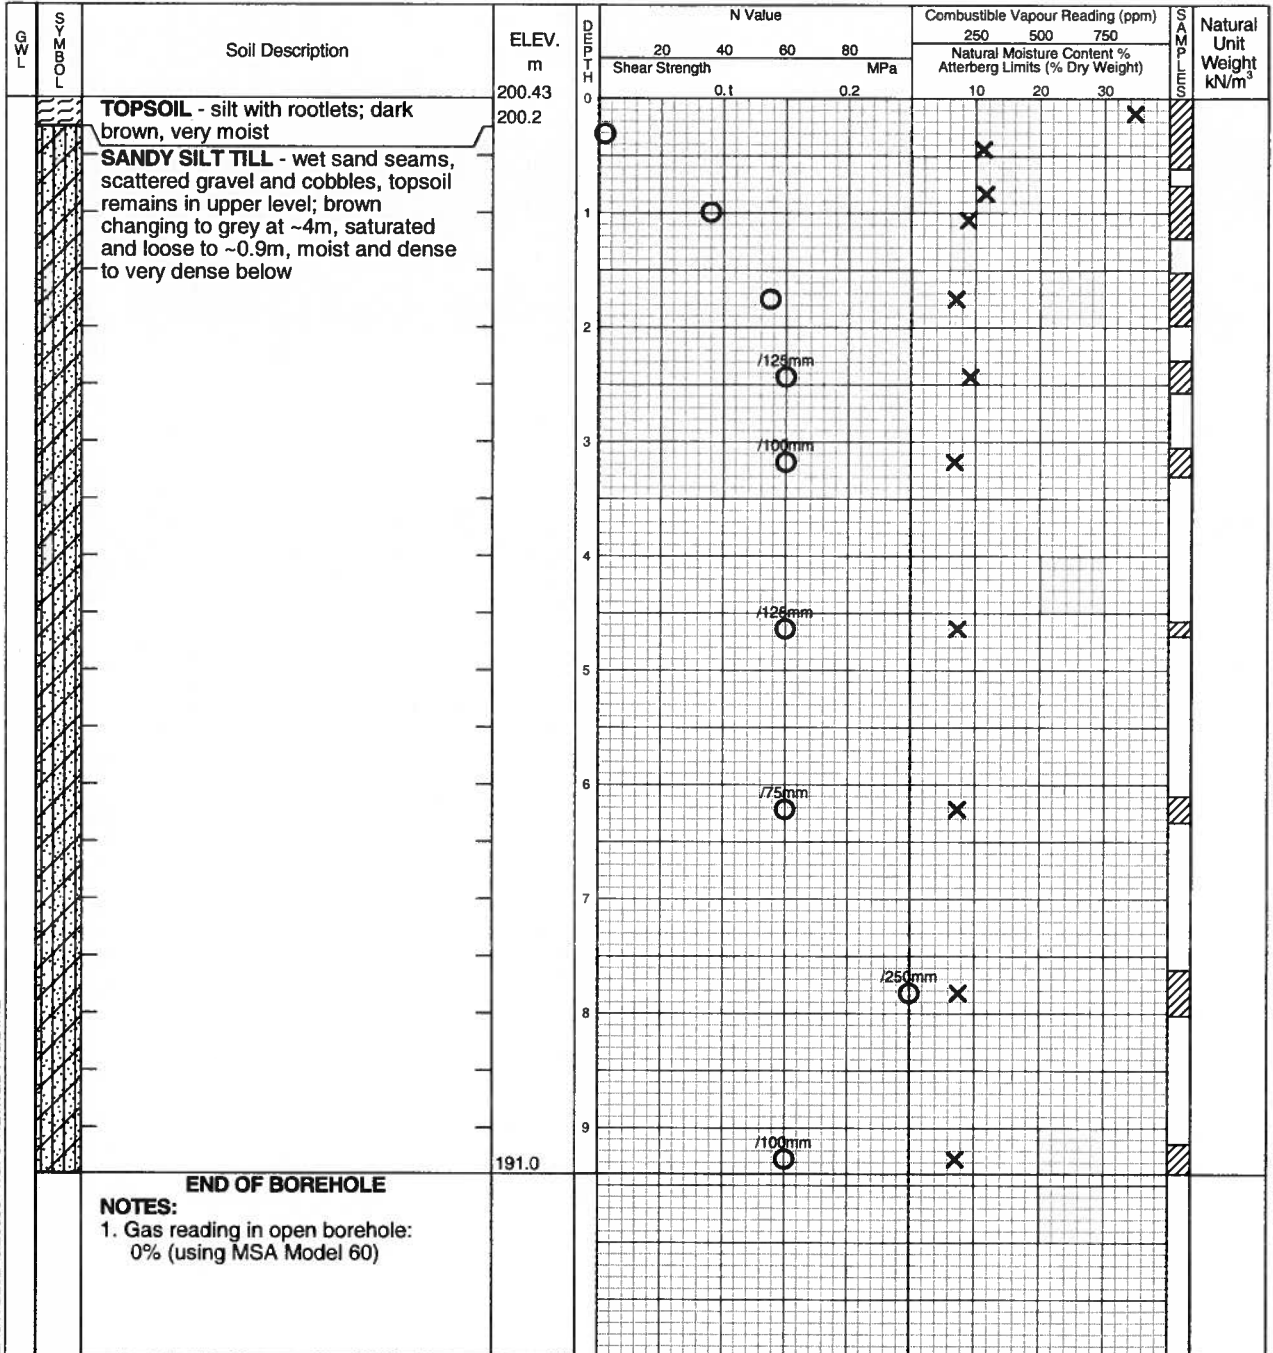 GWL
SYMBOL
Soil Description
ELEV.
m
DEPTH
N Value
20 40 60 80
Shear Strength MPa
0.1 0.2
Combustible Vapour Reading (ppm)
250 500 750
Natural Moisture Content %
Atterberg Limits (% Dry Weight)
10 20 30
SAMPLES
Natural
Unit
Weight
kN/m³
200.43
0
TOPSOIL - silt with rootlets; dark
brown, very moist
200.2
SANDY SILT TILL - wet sand seams,
scattered gravel and cobbles, topsoil
remains in upper level; brown
changing to grey at ~4m, saturated
and loose to ~0.9m, moist and dense
to very dense below
1
2
/125mm
3
/100mm
4
/125mm
5
6
/75mm
7
/250mm
8
9
/100mm
191.0
END OF BOREHOLE
NOTES:
1. Gas reading in open borehole:
0% (using MSA Model 60)